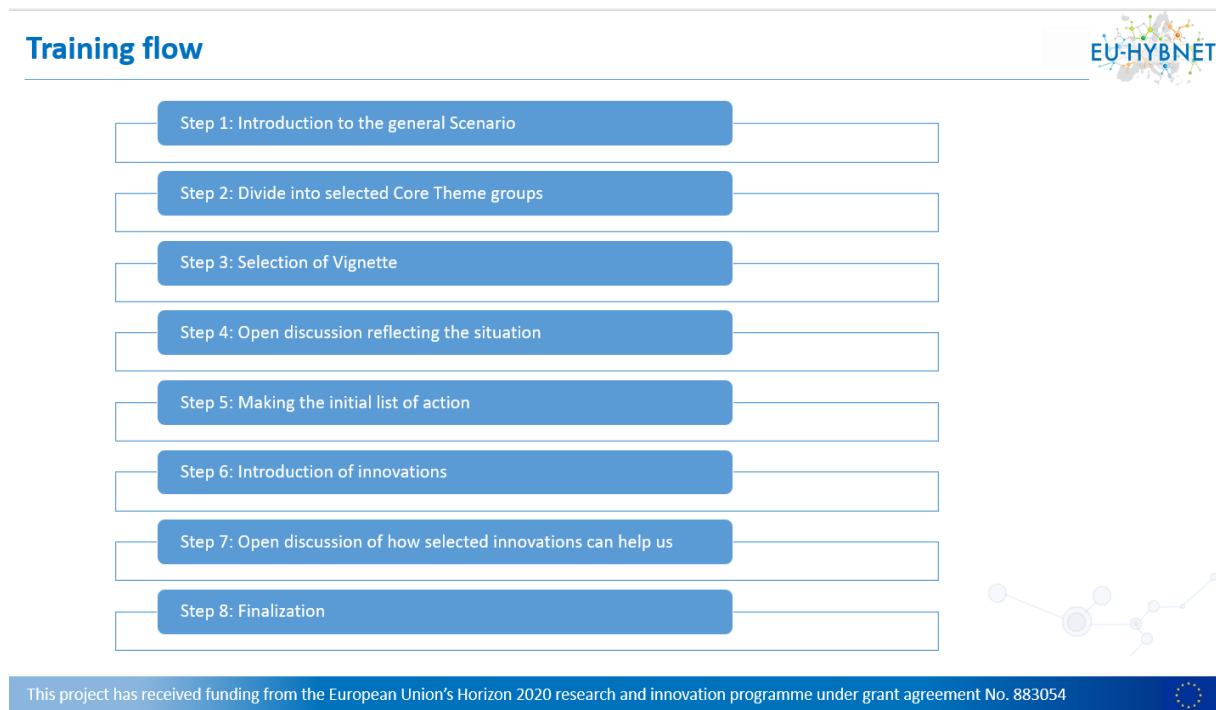 Training flow
EU-HYBNET
Step 1: Introduction to the general Scenario
Step 2: Divide into selected Core Theme groups
Step 3: Selection of Vignette
Step 4: Open discussion reflecting the situation
Step 5: Making the initial list of action
Step 6: Introduction of innovations
Step 7: Open discussion of how selected innovations can help us
Step 8: Finalization
This project has received funding from the European Union's Horizon 2020 research and innovation programme under grant agreement No. 883054